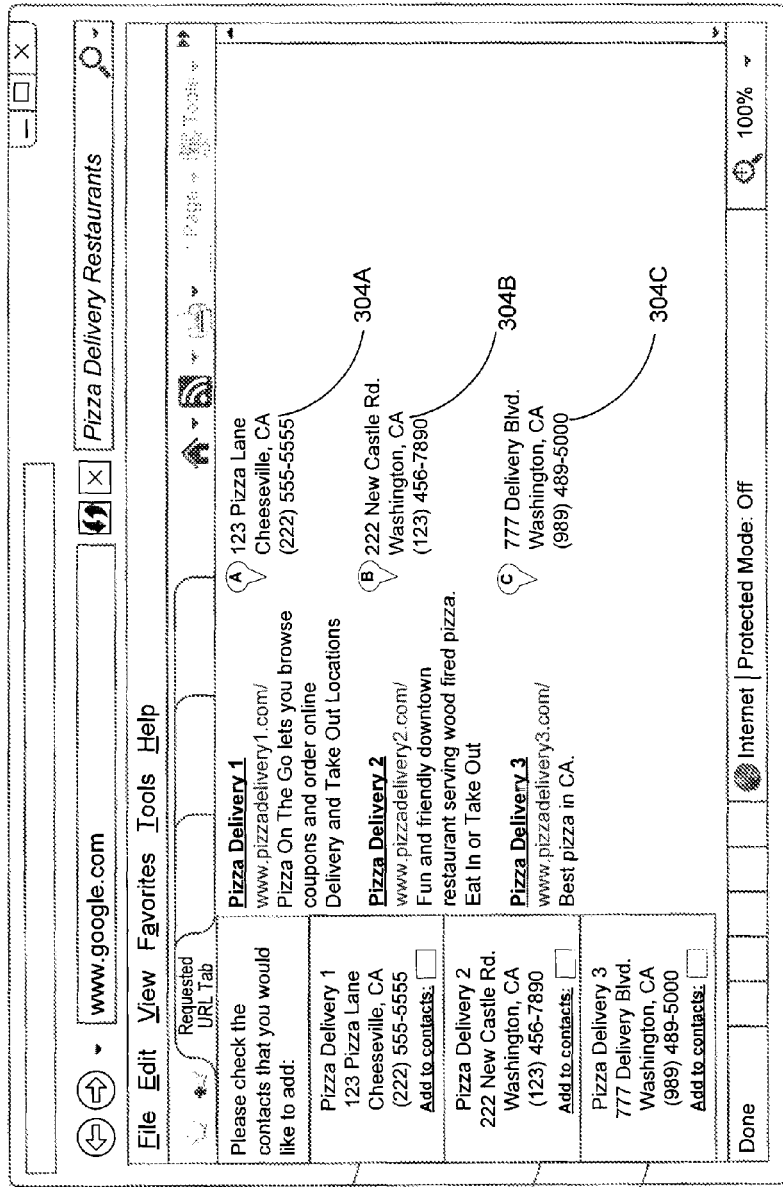 www.google.com
Pizza Delivery Restaurants
File Edit View Favorites Tools Help
Requested
URL Tab
Page
Tools
Please check the
contacts that you would
like to add:
Pizza Delivery 1
123 Pizza Lane
Cheeseville, CA
(222) 555-5555
Add to contacts:
Pizza Delivery 2
222 New Castle Rd.
Washington, CA
(123) 456-7890
Add to contacts:
Pizza Delivery 3
777 Delivery Blvd.
Washington, CA
(989) 489-5000
Add to contacts:
Pizza Delivery 1
www.pizzadelivery1.com/
Pizza On The Go lets you browse
coupons and order online
Delivery and Take Out Locations
A 123 Pizza Lane
Cheeseville, CA
(222) 555-5555
304A
Pizza Delivery 2
www.pizzadelivery2.com/
Fun and friendly downtown
restaurant serving wood fired pizza.
Eat In or Take Out
B 222 New Castle Rd.
Washington, CA
(123) 456-7890
304B
Pizza Delivery 3
www.pizzadelivery3.com/
Best pizza in CA.
C 777 Delivery Blvd.
Washington, CA
(989) 489-5000
304C
Done
Internet | Protected Mode: Off
100%